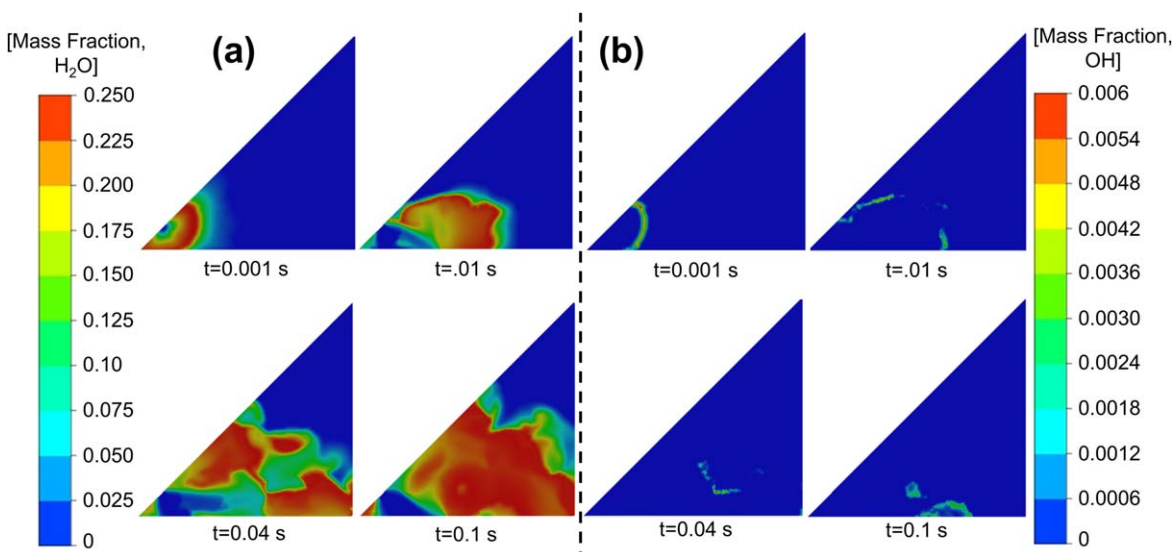 [Mass Fraction,
H₂O]
0.250
0.225
0.200
0.175
0.150
0.125
0.10
0.075
0.050
0.025
0
(a)
t=0.001 s
t=.01 s
t=0.04 s
t=0.1 s
(b)
t=0.001 s
t=.01 s
t=0.04 s
t=0.1 s
[Mass Fraction,
OH]
0.006
0.0054
0.0048
0.0042
0.0036
0.0030
0.0024
0.0018
0.0012
0.0006
0